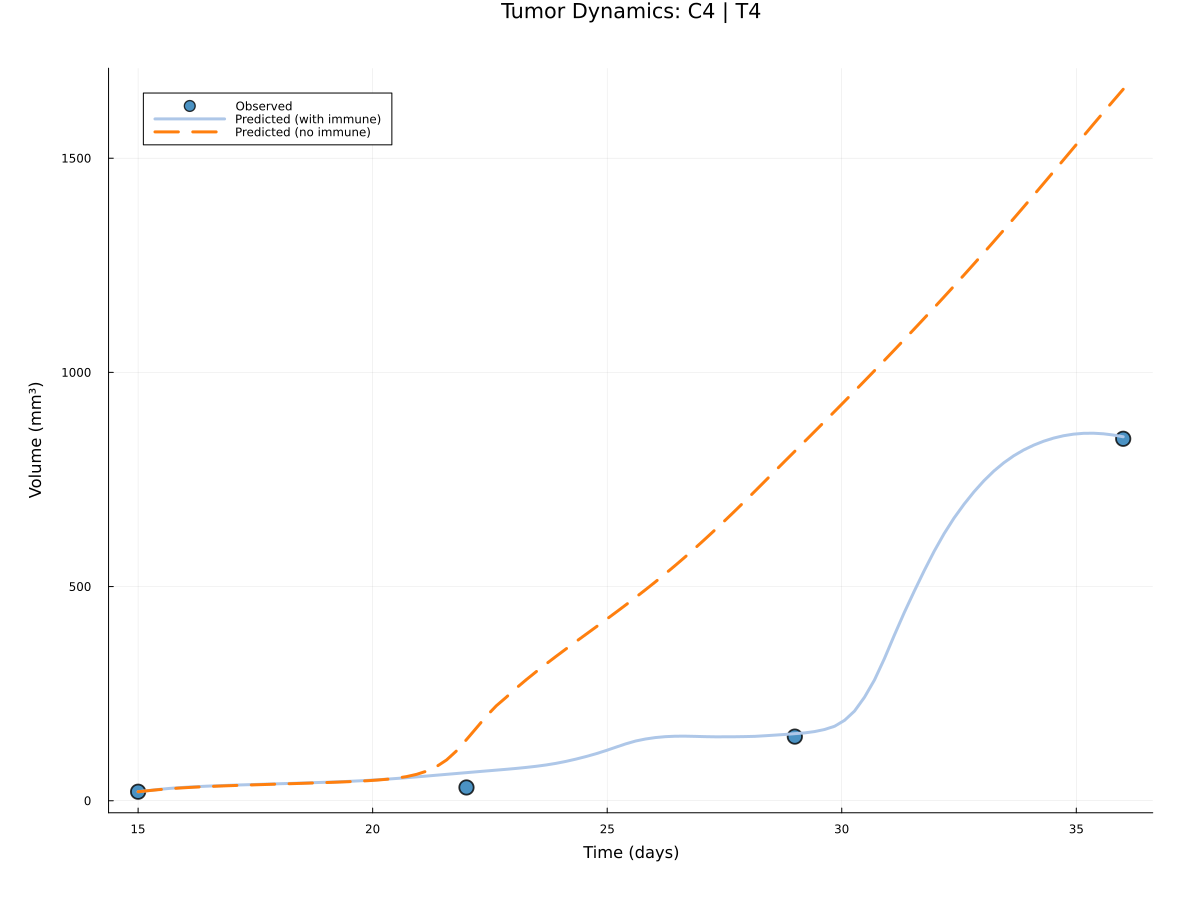 Tumor Dynamics: C4 | T4
Observed
Predicted (with immune)
Predicted (no immune)
Volume (mm³)
1500
1000
500
0
15 20 25 30 35
Time (days)